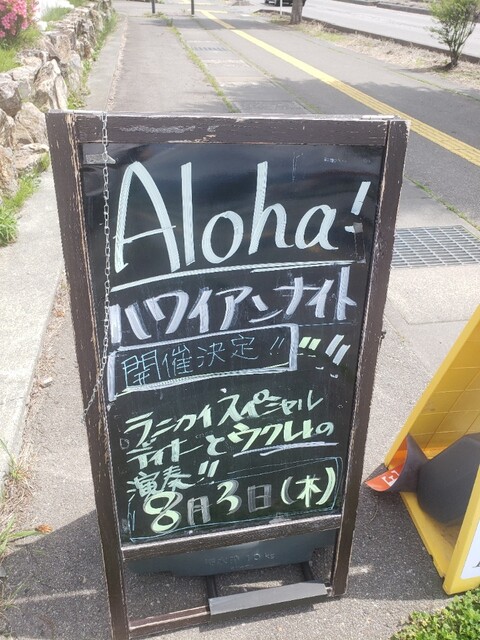 Aloha!
ハワイアンナイト
開催決定!!
ラニカイスペシャル
ディナーとウクレレの
演奏!!
8月3日(木)